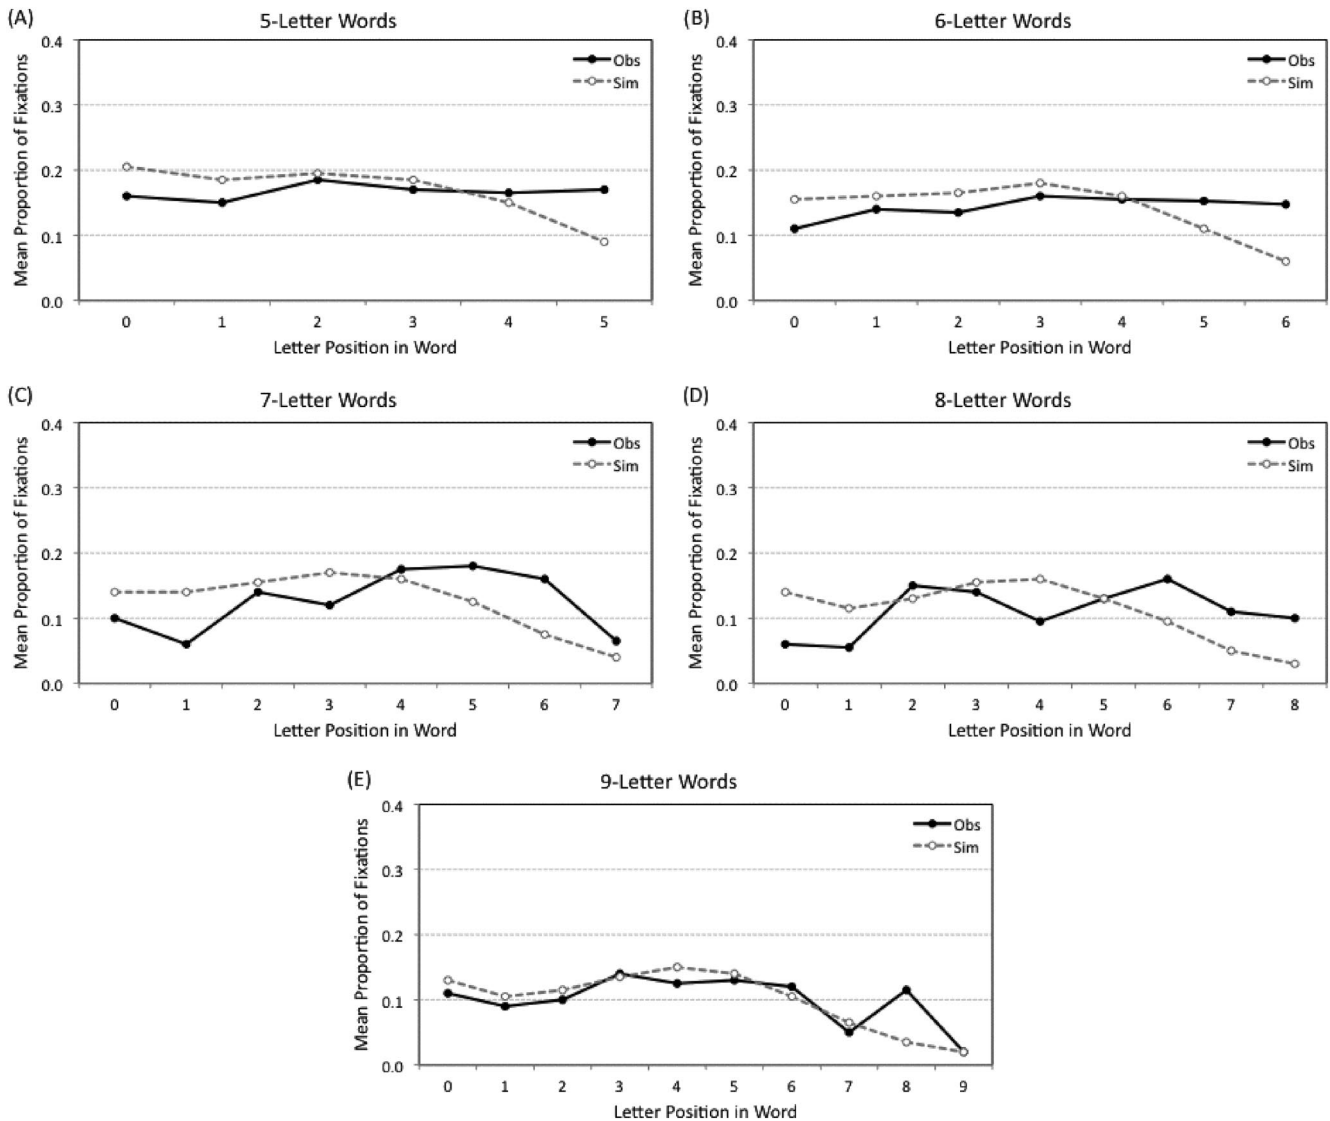 (A)
5-Letter Words
0.4
0.3
0.2
0.1
0.0
Mean Proportion of Fixations
Obs
Sim
0 1 2 3 4 5
Letter Position in Word
(B)
6-Letter Words
0.4
0.3
0.2
0.1
0.0
Mean Proportion of Fixations
Obs
Sim
0 1 2 3 4 5 6
Letter Position in Word
(C)
7-Letter Words
0.4
0.3
0.2
0.1
0.0
Mean Proportion of Fixations
Obs
Sim
0 1 2 3 4 5 6 7
Letter Position in Word
(D)
8-Letter Words
0.4
0.3
0.2
0.1
0.0
Mean Proportion of Fixations
Obs
Sim
0 1 2 3 4 5 6 7 8
Letter Position in Word
(E)
9-Letter Words
0.4
0.3
0.2
0.1
0.0
Mean Proportion of Fixations
Obs
Sim
0 1 2 3 4 5 6 7 8 9
Letter Position in Word